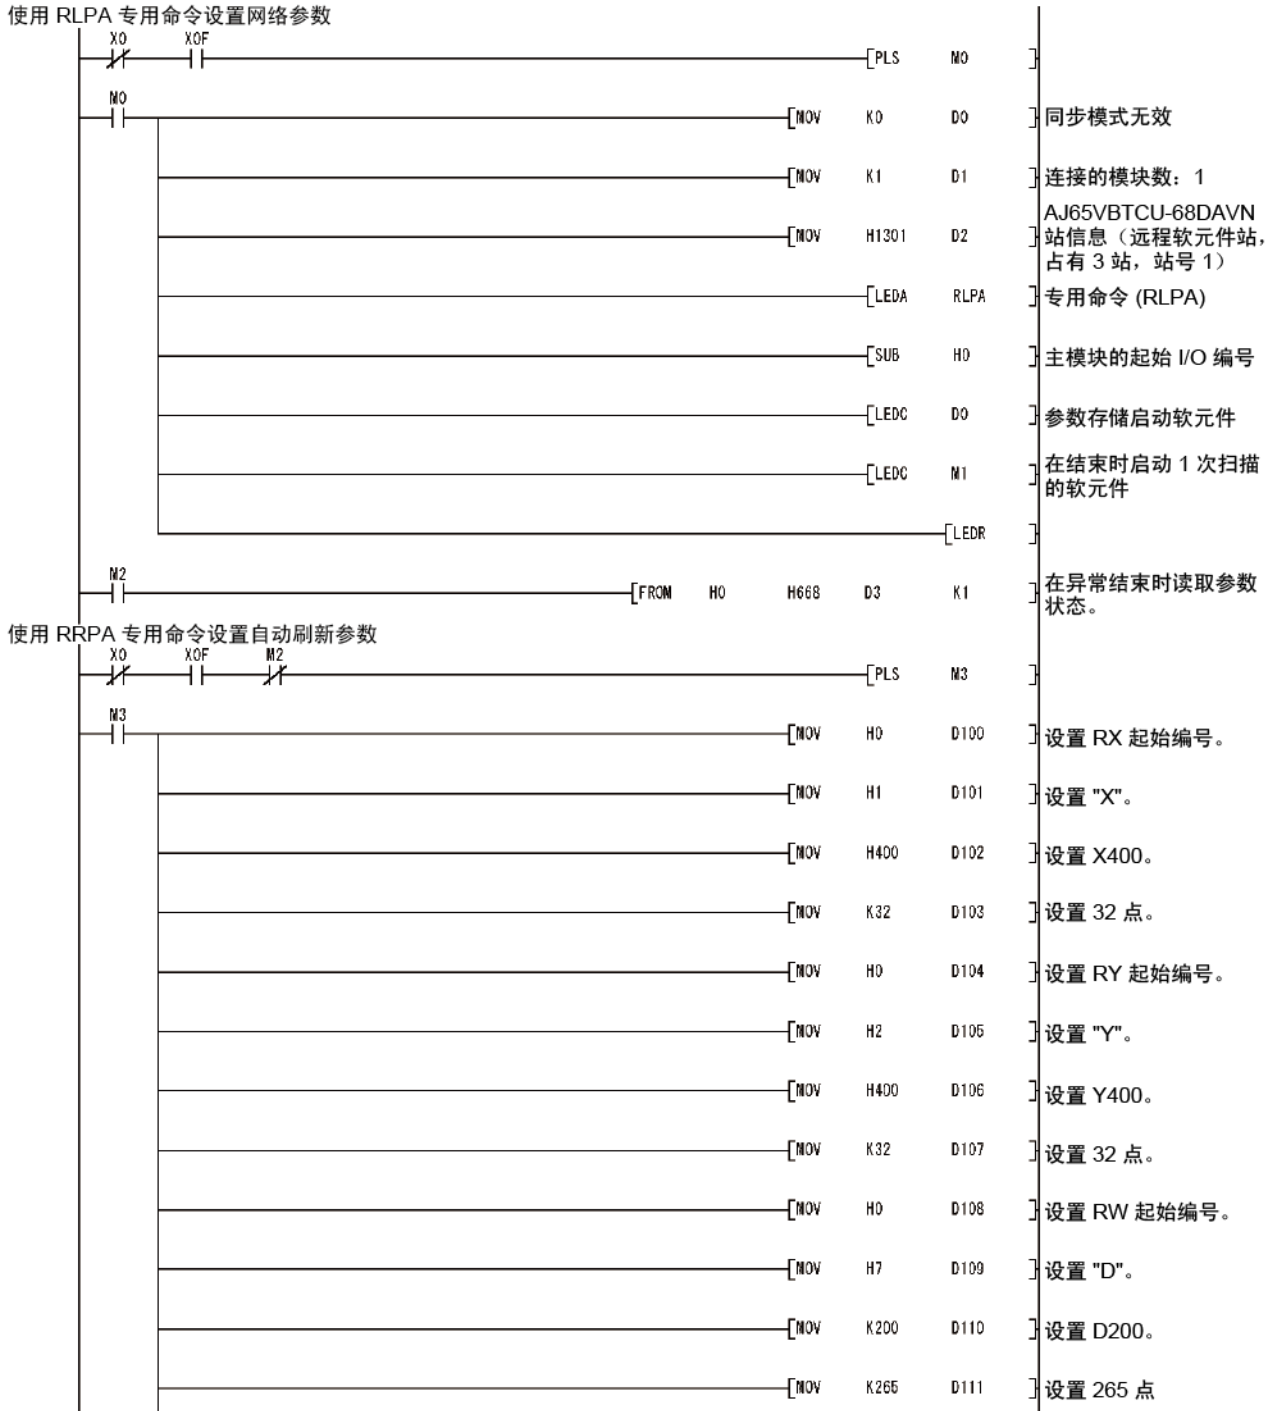 使用 RLPA 专用命令设置网络参数
X0 X0F
PLS M0
M0
MOV K0 D0 同步模式无效
MOV K1 D1 连接的模块数：1
MOV H1301 D2 AJ65VBTCU-68DAVN
站信息（远程软元件站，
占有 3 站，站号 1）
LEDA RLPA 专用命令 (RLPA)
SUB H0 主模块的起始 I/O 编号
LEDC D0 参数存储启动软元件
LEDC M1 在结束时启动 1 次扫描
的软元件
LEDR
M2
FROM H0 H668 D3 K1 在异常结束时读取参数
状态。
使用 RRPA 专用命令设置自动刷新参数
X0 X0F M2
PLS M3
M3
MOV H0 D100 设置 RX 起始编号。
MOV H1 D101 设置 "X"。
MOV H400 D102 设置 X400。
MOV K32 D103 设置 32 点。
MOV H0 D104 设置 RY 起始编号。
MOV H2 D105 设置 "Y"。
MOV H400 D106 设置 Y400。
MOV K32 D107 设置 32 点。
MOV H0 D108 设置 RW 起始编号。
MOV H7 D109 设置 "D"。
MOV K200 D110 设置 D200。
MOV K265 D111 设置 265 点